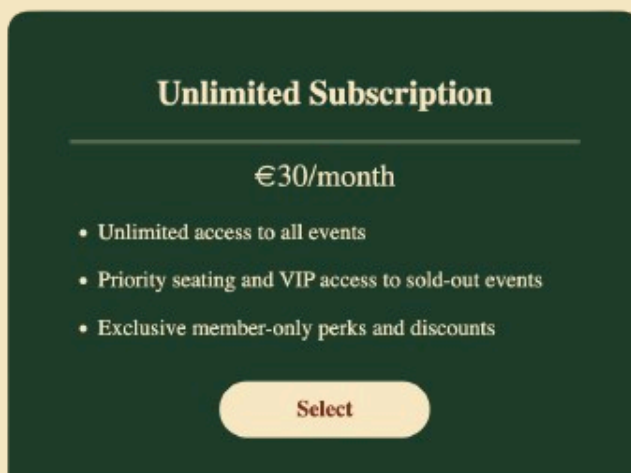 Unlimited Subscription
€30/month
• Unlimited access to all events
• Priority seating and VIP access to sold-out events
• Exclusive member-only perks and discounts
Select